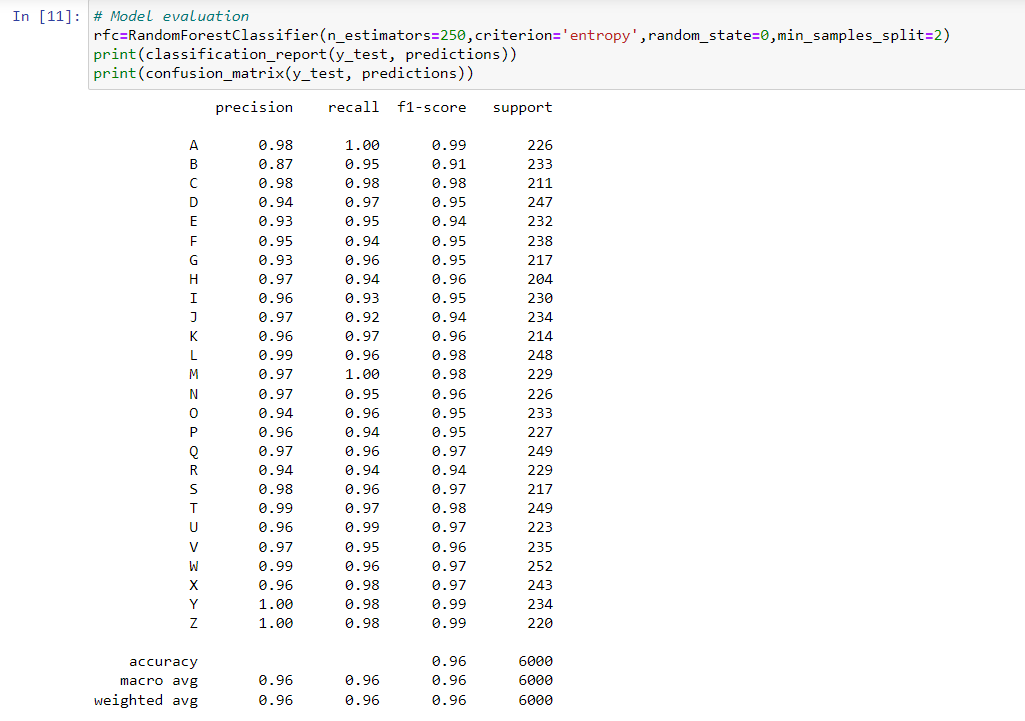 In [11]: # Model evaluation
rfc=RandomForestClassifier(n_estimators=250,criterion='entropy',random_state=0,min_samples_split=2)
print(classification_report(y_test, predictions))
print(confusion_matrix(y_test, predictions))
precision recall f1-score support
A 0.98 1.00 0.99 226
B 0.87 0.95 0.91 233
C 0.98 0.98 0.98 211
D 0.94 0.97 0.95 247
E 0.93 0.95 0.94 232
F 0.95 0.94 0.95 238
G 0.93 0.96 0.95 217
H 0.97 0.94 0.96 204
I 0.96 0.93 0.95 230
J 0.97 0.92 0.94 234
K 0.96 0.97 0.96 214
L 0.99 0.96 0.98 248
M 0.97 1.00 0.98 229
N 0.97 0.95 0.96 226
O 0.94 0.96 0.95 233
P 0.96 0.94 0.95 227
Q 0.97 0.96 0.97 249
R 0.94 0.94 0.94 229
S 0.98 0.96 0.97 217
T 0.99 0.97 0.98 249
U 0.96 0.99 0.97 223
V 0.97 0.95 0.96 235
W 0.99 0.96 0.97 252
X 0.96 0.98 0.97 243
Y 1.00 0.98 0.99 234
Z 1.00 0.98 0.99 220
accuracy 0.96 6000
macro avg 0.96 0.96 0.96 6000
weighted avg 0.96 0.96 0.96 6000